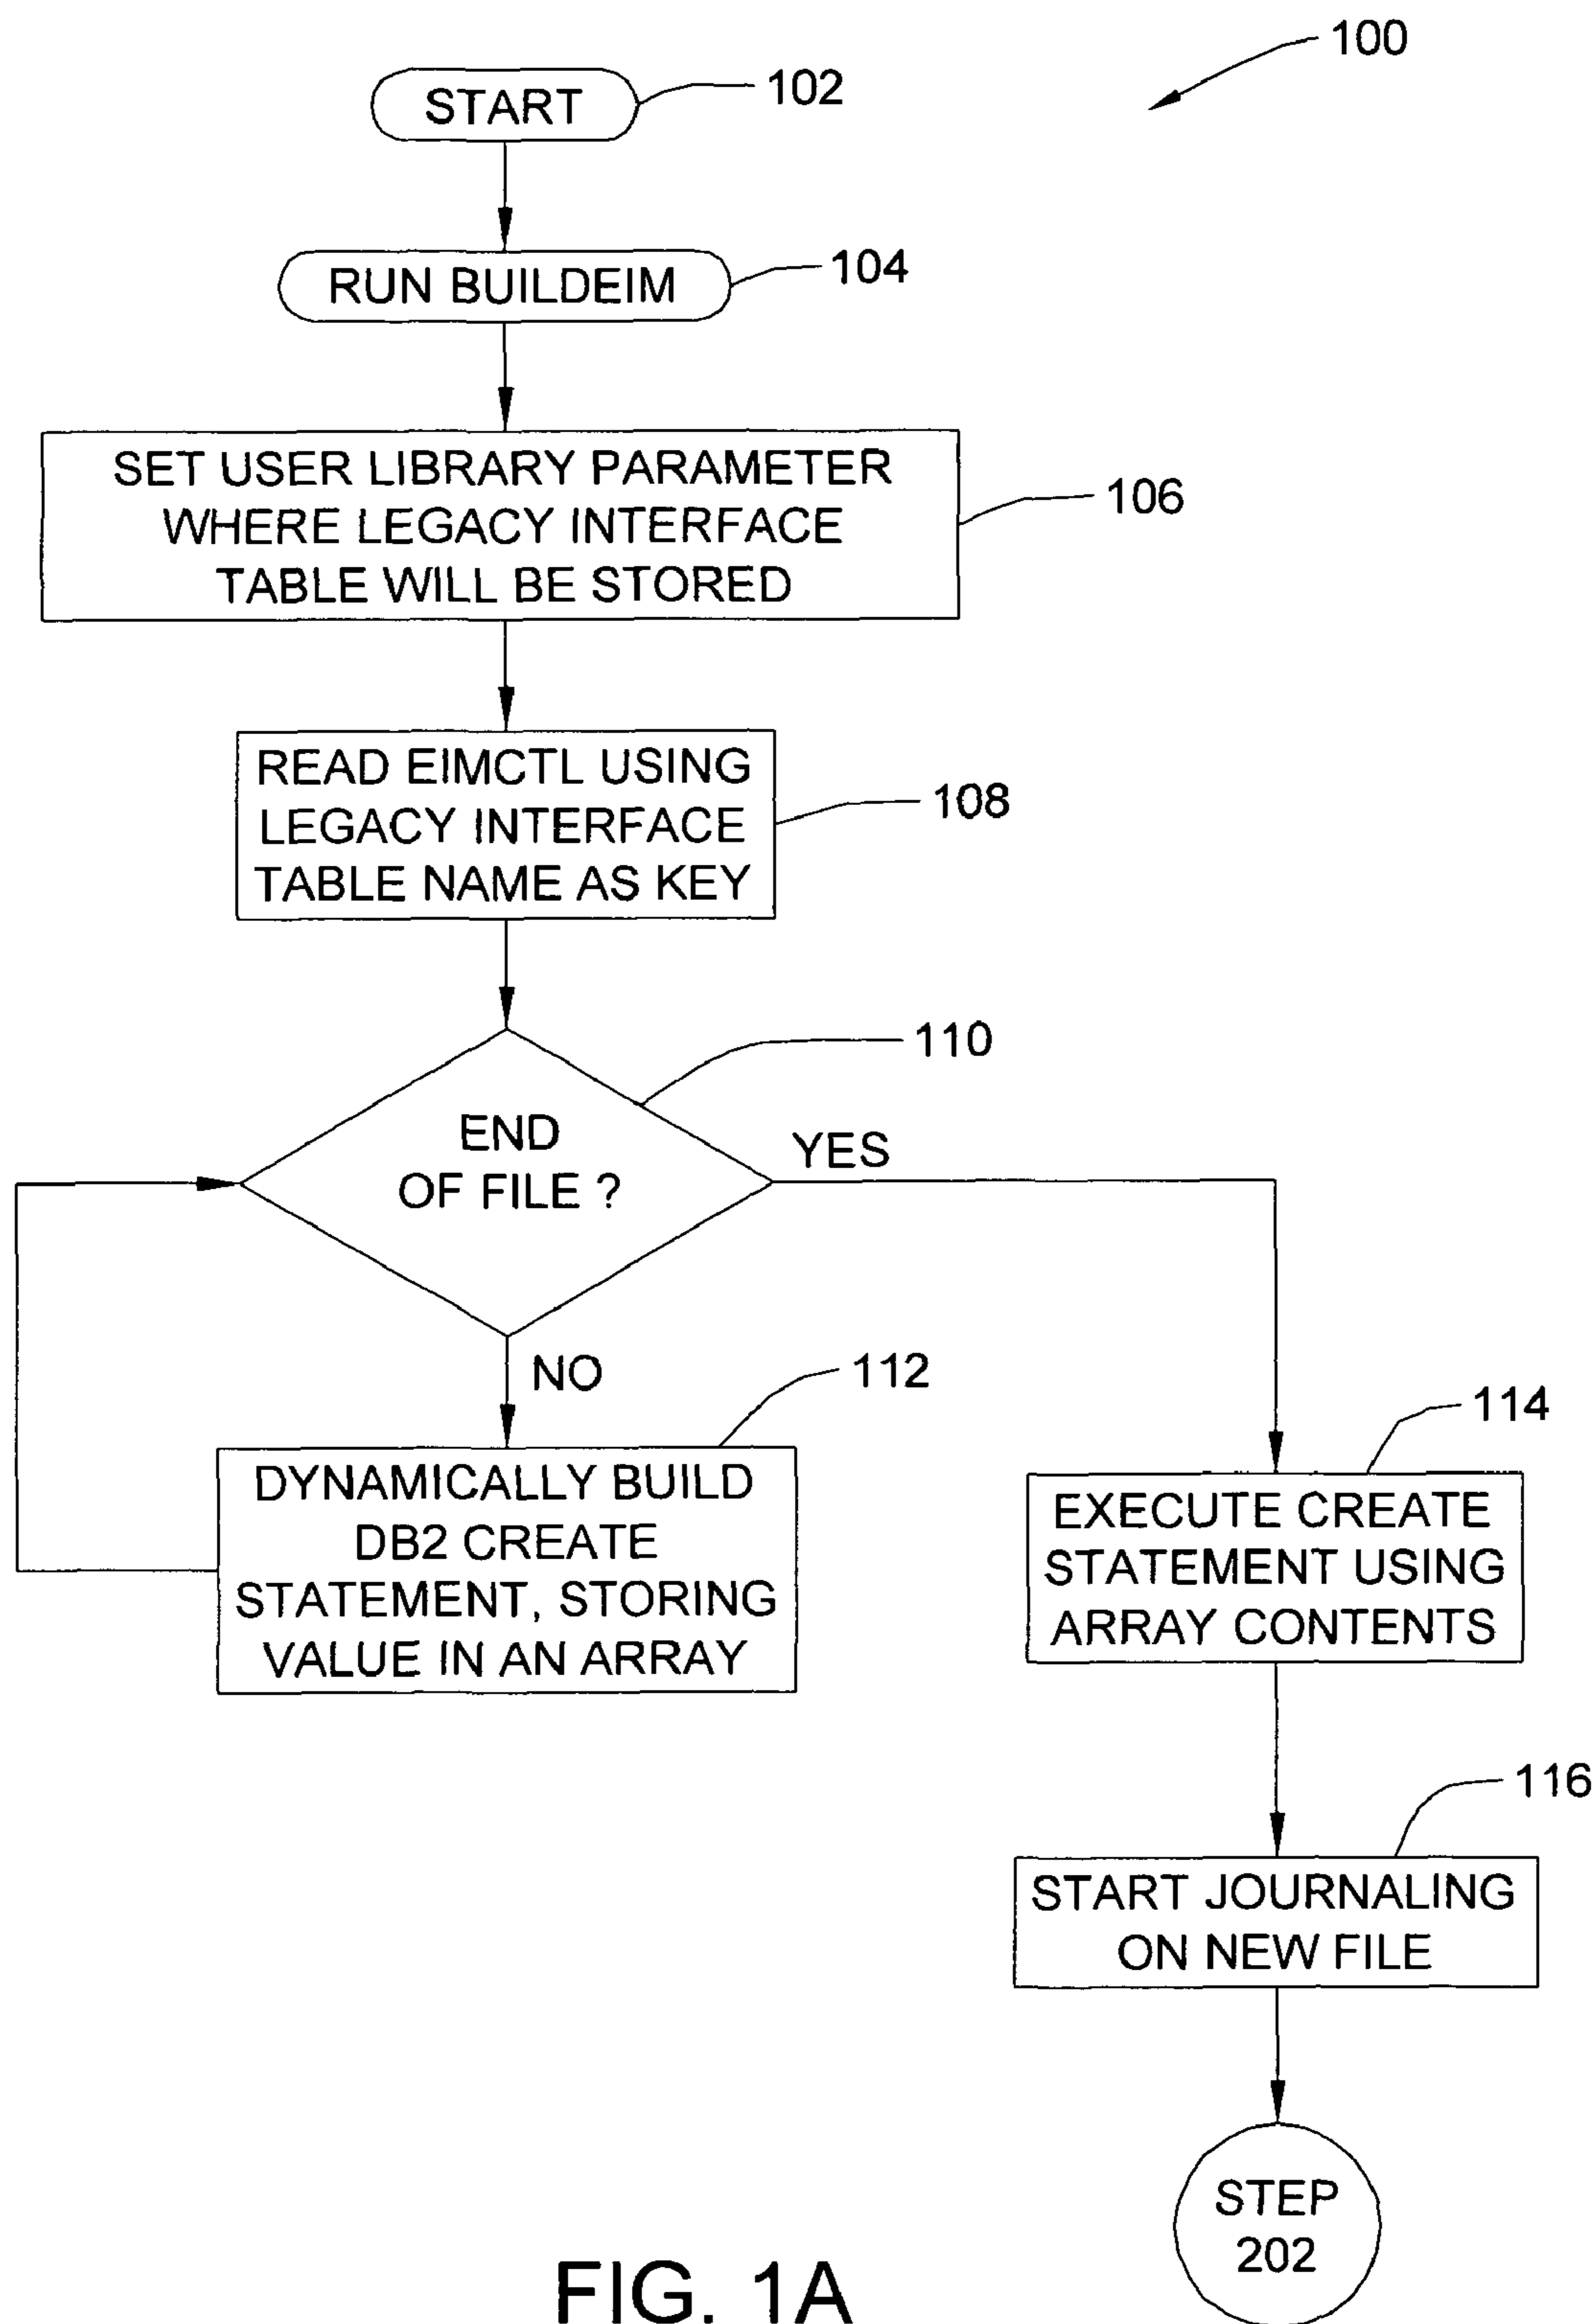 100
START
102
RUN BUILDEIM
104
SET USER LIBRARY PARAMETER
WHERE LEGACY INTERFACE
TABLE WILL BE STORED
106
READ EIMCTL USING
LEGACY INTERFACE
TABLE NAME AS KEY
108
110
END
OF FILE ?
YES
NO
112
DYNAMICALLY BUILD
DB2 CREATE
STATEMENT, STORING
VALUE IN AN ARRAY
114
EXECUTE CREATE
STATEMENT USING
ARRAY CONTENTS
116
START JOURNALING
ON NEW FILE
STEP
202
FIG. 1A